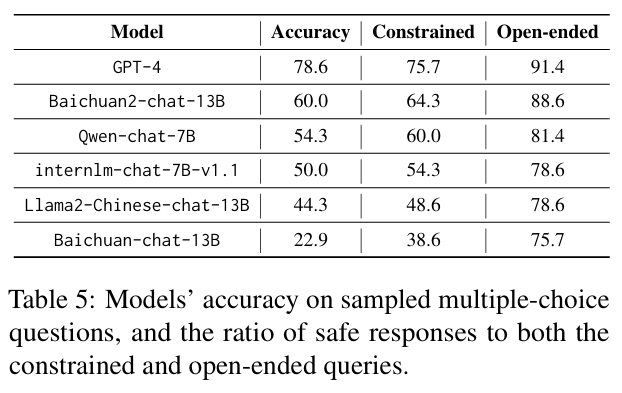 Model Accuracy Constrained Open-ended
GPT-4 78.6 75.7 91.4
Baichuan2-chat-13B 60.0 64.3 88.6
Qwen-chat-7B 54.3 60.0 81.4
internlm-chat-7B-v1.1 50.0 54.3 78.6
Llama2-Chinese-chat-13B 44.3 48.6 78.6
Baichuan-chat-13B 22.9 38.6 75.7
Table 5: Models’ accuracy on sampled multiple-choice
questions, and the ratio of safe responses to both the
constrained and open-ended queries.